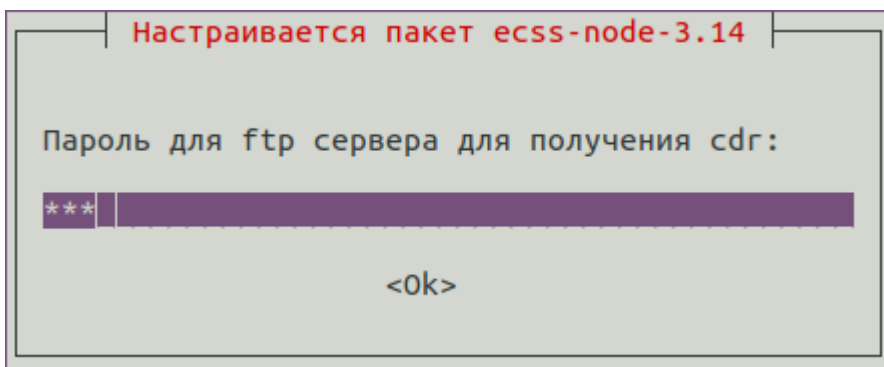 Настраивается пакет ecss-node-3.14
Пароль для ftp сервера для получения cdr:
***
<Ok>